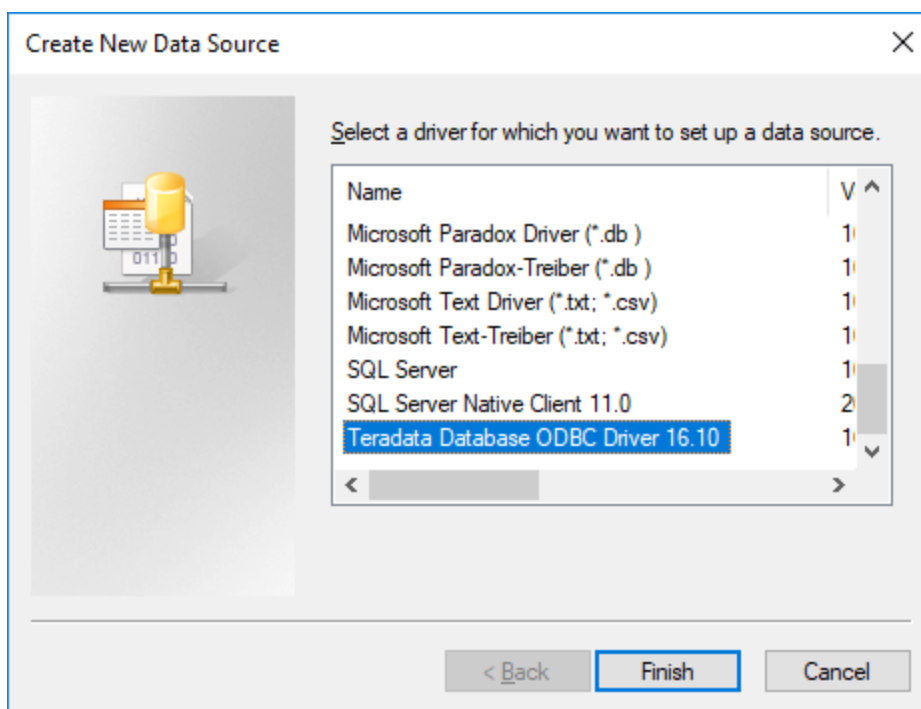 Create New Data Source
Select a driver for which you want to set up a data source.
Name V
Microsoft Paradox Driver (*.db )
Microsoft Paradox-Treiber (*.db )
Microsoft Text Driver (*.txt; *.csv)
Microsoft Text-Treiber (*.txt; *.csv)
SQL Server
SQL Server Native Client 11.0
Teradata Database ODBC Driver 16.10
< Back Finish Cancel